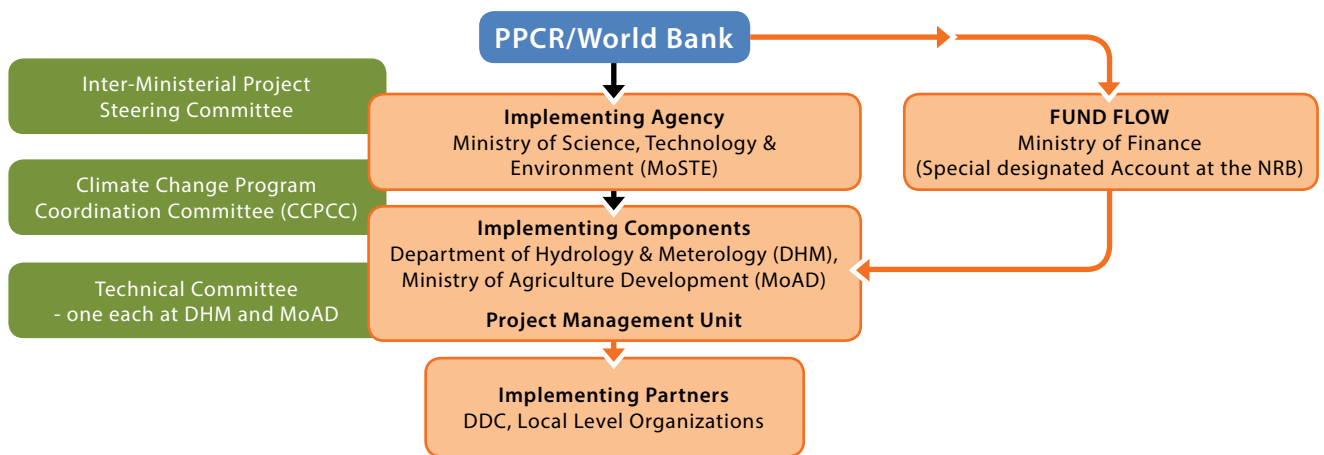 PPCR/World Bank
Inter-Ministerial Project
Steering Committee
Implementing Agency
Ministry of Science, Technology &
Environment (MoSTE)
FUND FLOW
Ministry of Finance
(Special designated Account at the NRB)
Climate Change Program
Coordination Committee (CCPCC)
Implementing Components
Department of Hydrology & Meterology (DHM),
Ministry of Agriculture Development (MoAD)
Project Management Unit
Technical Committee
- one each at DHM and MoAD
Implementing Partners
DDC, Local Level Organizations